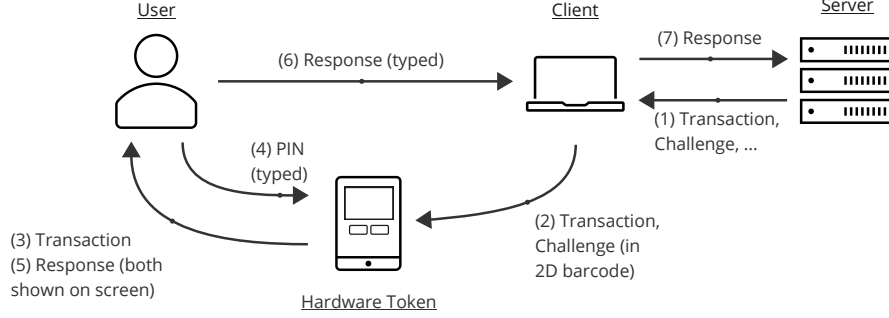 User
Client
Server
(6) Response (typed)
(7) Response
(1) Transaction,
Challenge, ...
(4) PIN
(typed)
(2) Transaction,
Challenge (in
2D barcode)
(3) Transaction
(5) Response (both
shown on screen)
Hardware Token